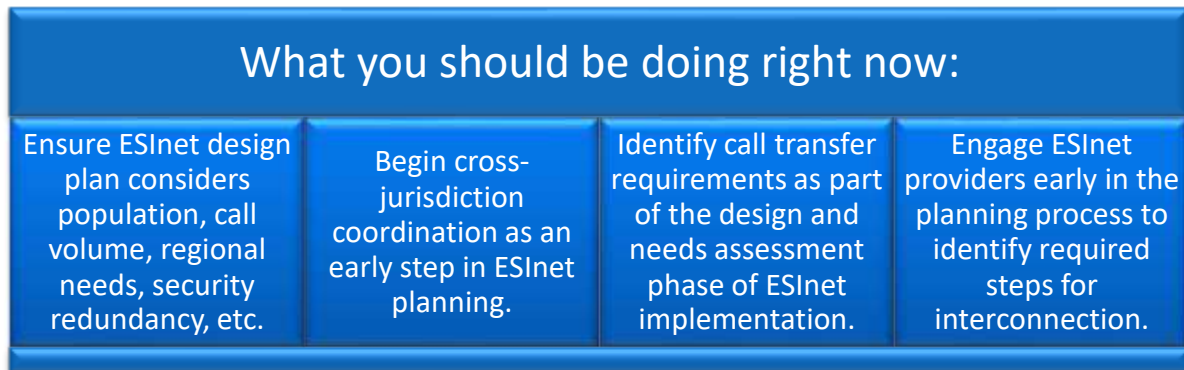 What you should be doing right now:
Ensure ESInet design
plan considers
population, call
volume, regional
needs, security
redundancy, etc.
Begin cross-
jurisdiction
coordination as an
early step in ESInet
planning.
Identify call transfer
requirements as part
of the design and
needs assessment
phase of ESInet
implementation.
Engage ESInet
providers early in the
planning process to
identify required
steps for
interconnection.